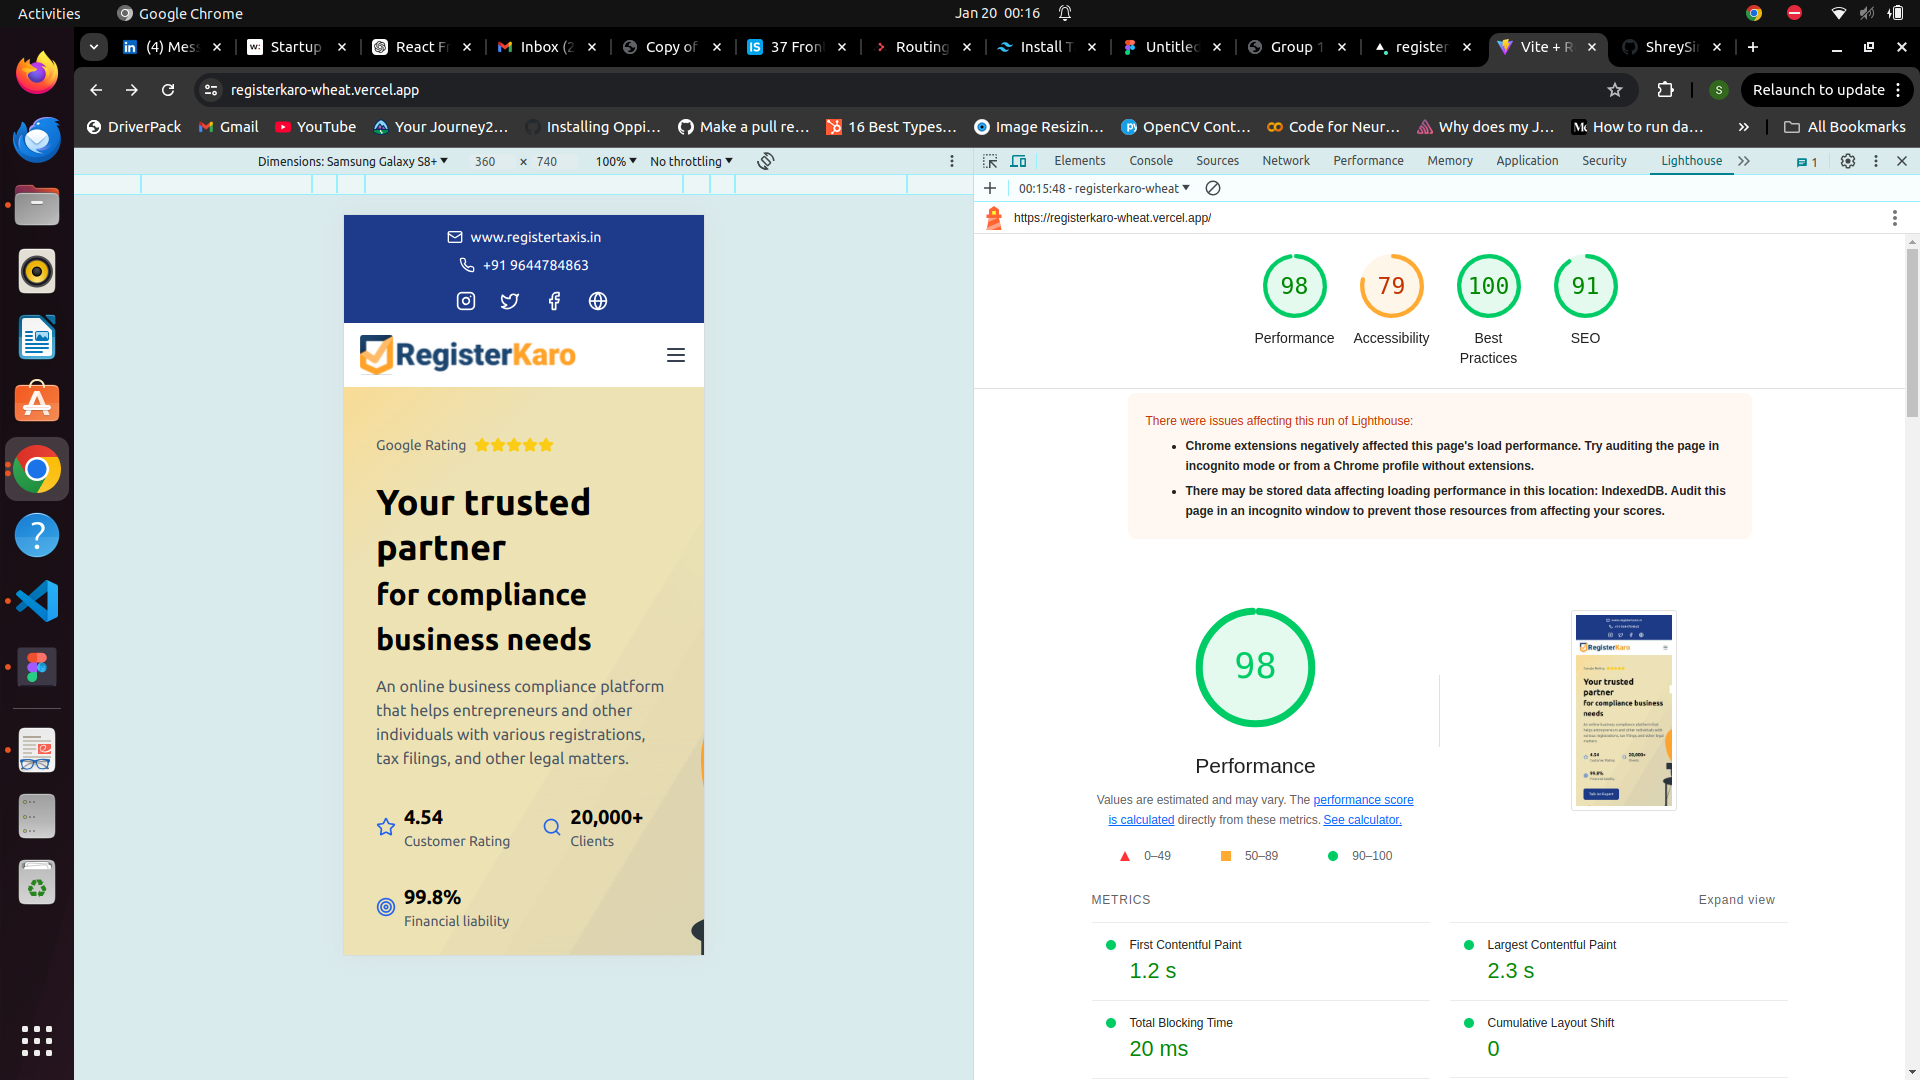 Activities
Google Chrome
Jan 20 00:16
(4) Mess
Startup
React Fr
Inbox (2
Copy of
37 Front
Routing
Install T
Untitled
Group 1
register
Vite + R
ShreySin
registerkaro-wheat.vercel.app
S
Relaunch to update
DriverPack
Gmail
YouTube
Your Journey2...
Installing Oppi...
Make a pull re...
16 Best Types...
Image Resizin...
OpenCV Cont...
Code for Neur...
Why does my J...
How to run da...
All Bookmarks
Dimensions: Samsung Galaxy S8+
360 × 740
100%
No throttling
Elements
Console
Sources
Network
Performance
Memory
Application
Security
Lighthouse
1
00:15:48 - registerkaro-wheat
https://registerkaro-wheat.vercel.app/
www.registertaxis.in
+91 9644784863
RegisterKaro
Google Rating
Your trusted
partner
for compliance
business needs
An online business compliance platform
that helps entrepreneurs and other
individuals with various registrations,
tax filings, and other legal matters.
4.54
Customer Rating
20,000+
Clients
99.8%
Financial liability
98
Performance
79
Accessibility
100
Best
Practices
91
SEO
There were issues affecting this run of Lighthouse:
Chrome extensions negatively affected this page's load performance. Try auditing the page in
incognito mode or from a Chrome profile without extensions.
There may be stored data affecting loading performance in this location: IndexedDB. Audit this
page in an incognito window to prevent those resources from affecting your scores.
98
Performance
Values are estimated and may vary. The performance score
is calculated directly from these metrics. See calculator.
0–49
50–89
90–100
METRICS
Expand view
First Contentful Paint
1.2 s
Largest Contentful Paint
2.3 s
Total Blocking Time
20 ms
Cumulative Layout Shift
0